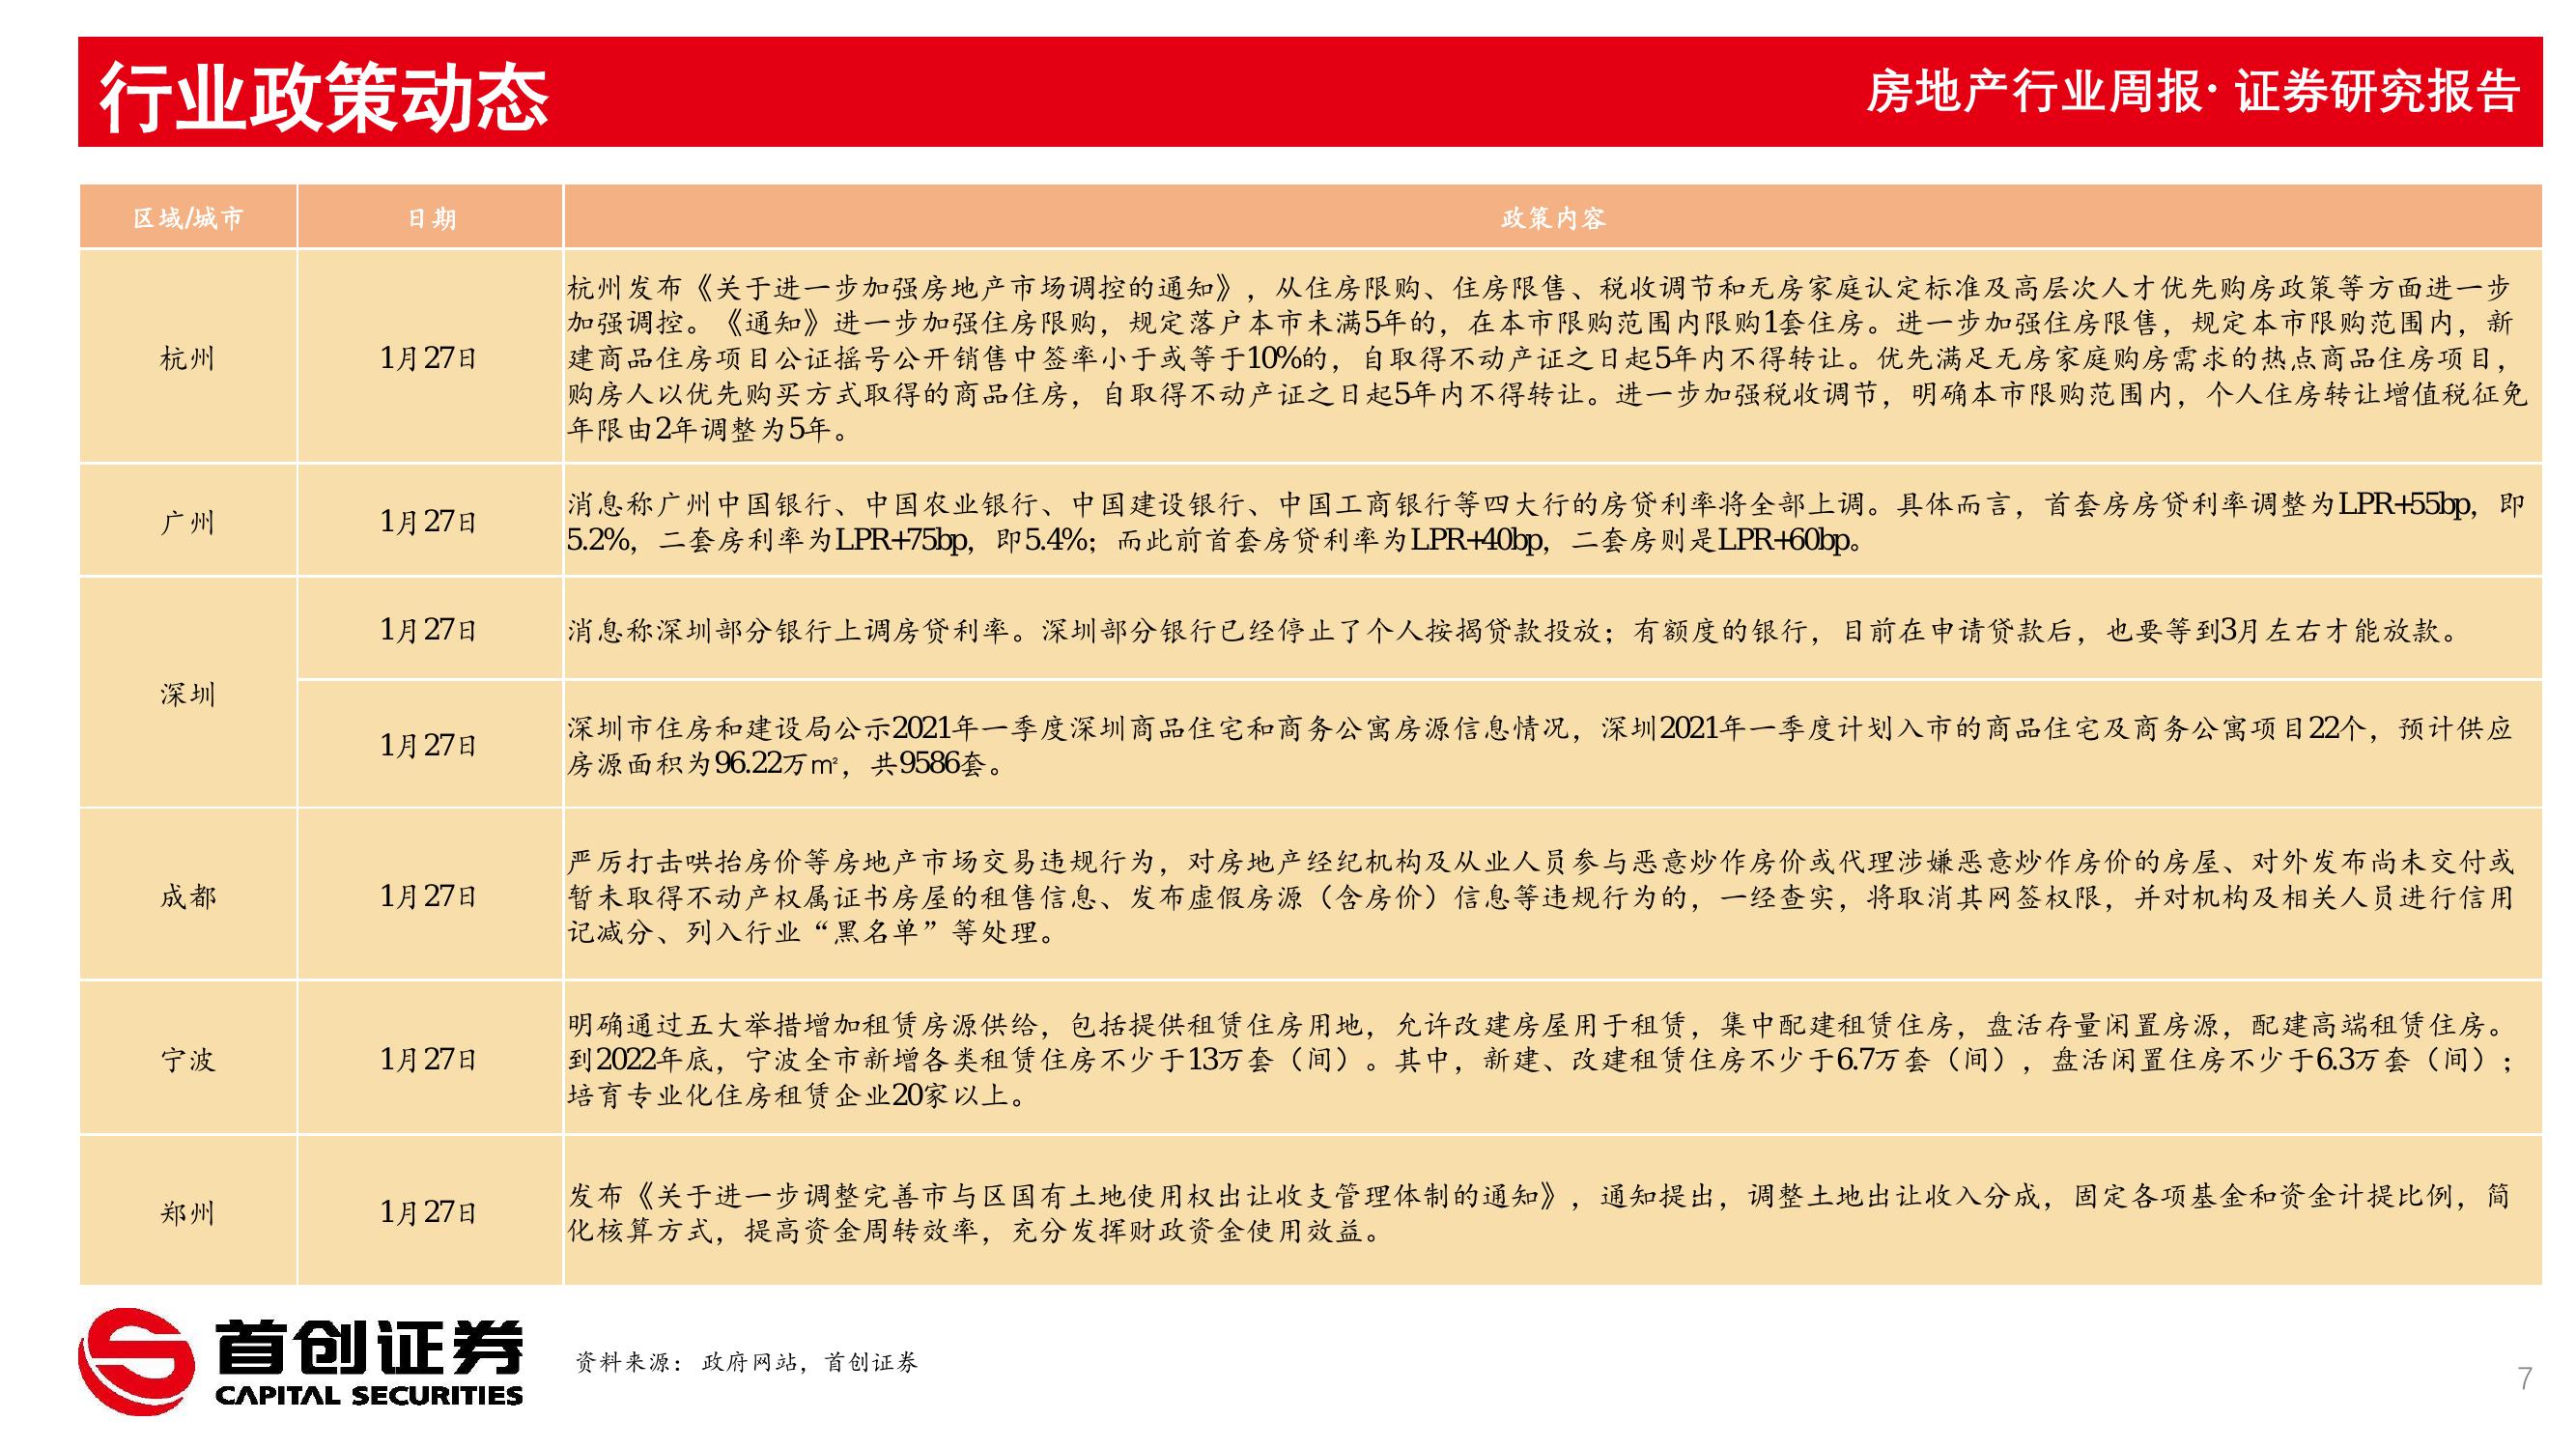 行业政策动态
房地产行业周报· 证券研究报告
区域/城市
日期
政策内容
杭州
1月27日
杭州发布《关于进一步加强房地产市场调控的通知》，从住房限购、住房限售、税收调节和无房家庭认定标准及高层次人才优先购房政策等方面进一步
加强调控。《通知》进一步加强住房限购，规定落户本市未满5年的，在本市限购范围内限购1套住房。进一步加强住房限售，规定本市限购范围内，新
建商品住房项目公证摇号公开销售中签率小于或等于10%的，自取得不动产证之日起5年内不得转让。优先满足无房家庭购房需求的热点商品住房项目，
购房人以优先购买方式取得的商品住房，自取得不动产证之日起5年内不得转让。进一步加强税收调节，明确本市限购范围内，个人住房转让增值税征免
年限由2年调整为5年。
广州
1月27日
消息称广州中国银行、中国农业银行、中国建设银行、中国工商银行等四大行的房贷利率将全部上调。具体而言，首套房房贷利率调整为LPR+55bp，即
5.2%，二套房利率为LPR+75bp，即5.4%；而此前首套房贷利率为LPR+40bp，二套房则是LPR+60bp。
深圳
1月27日
消息称深圳部分银行上调房贷利率。深圳部分银行已经停止了个人按揭贷款投放；有额度的银行，目前在申请贷款后，也要等到3月左右才能放款。
1月27日
深圳市住房和建设局公示2021年一季度深圳商品住宅和商务公寓房源信息情况，深圳2021年一季度计划入市的商品住宅及商务公寓项目22个，预计供应
房源面积为96.22万㎡，共9586套。
成都
1月27日
严厉打击哄抬房价等房地产市场交易违规行为，对房地产经纪机构及从业人员参与恶意炒作房价或代理涉嫌恶意炒作房价的房屋、对外发布尚未交付或
暂未取得不动产权属证书房屋的租售信息、发布虚假房源（含房价）信息等违规行为的，一经查实，将取消其网签权限，并对机构及相关人员进行信用
记减分、列入行业“黑名单”等处理。
宁波
1月27日
明确通过五大举措增加租赁房源供给，包括提供租赁住房用地，允许改建房屋用于租赁，集中配建租赁住房，盘活存量闲置房源，配建高端租赁住房。
到2022年底，宁波全市新增各类租赁住房不少于13万套（间）。其中，新建、改建租赁住房不少于6.7万套（间），盘活闲置住房不少于6.3万套（间）；
培育专业化住房租赁企业20家以上。
郑州
1月27日
发布《关于进一步调整完善市与区国有土地使用权出让收支管理体制的通知》，通知提出，调整土地出让收入分成，固定各项基金和资金计提比例，简
化核算方式，提高资金周转效率，充分发挥财政资金使用效益。
首创证券
CAPITAL SECURITIES
资料来源：政府网站，首创证券
7